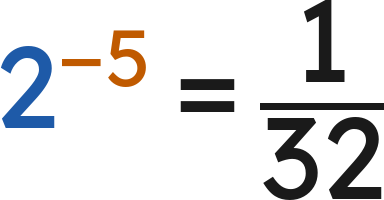 2⁻⁵ = 1/32